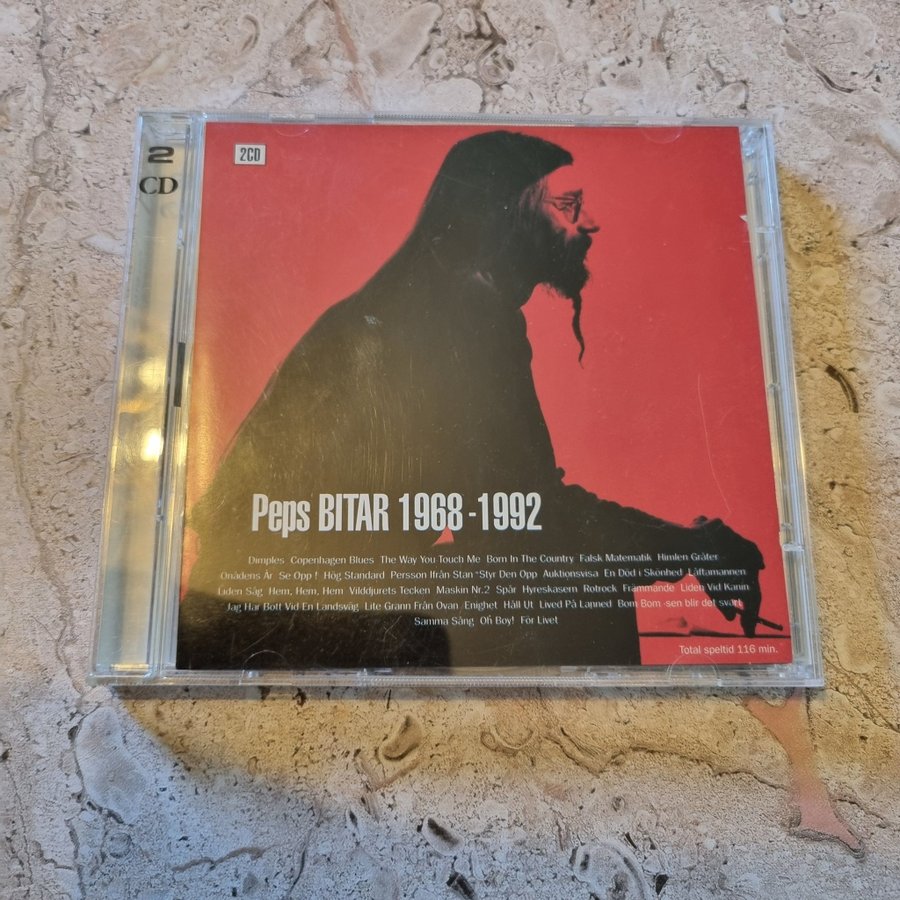 2
CD
2CD
Peps BITAR 1968-1992
Dimples Copenhagen Blues The Way You Touch Me Born In The Country Falsk Matematik Himlen Gråter
Onådens År Se Opp ! Hög Standard Persson Ifrån Stan -Styr Den Opp Auktionsvisa En Död i Skönhed Låftamannen
Liden Såg Hem, Hem, Hem Vilddjurets Tecken Maskin Nr.2 Spår Hyreskasern Rotrock Främmande Liden Vid Kanin
Jag Har Bott Vid En Landsväg Lite Grann Från Ovan Enighet Håll Ut Lived På Lanned Bom Bom -sen blir det svart
Samma Sång Oh Boy! För Livet
Total speltid 116 min.